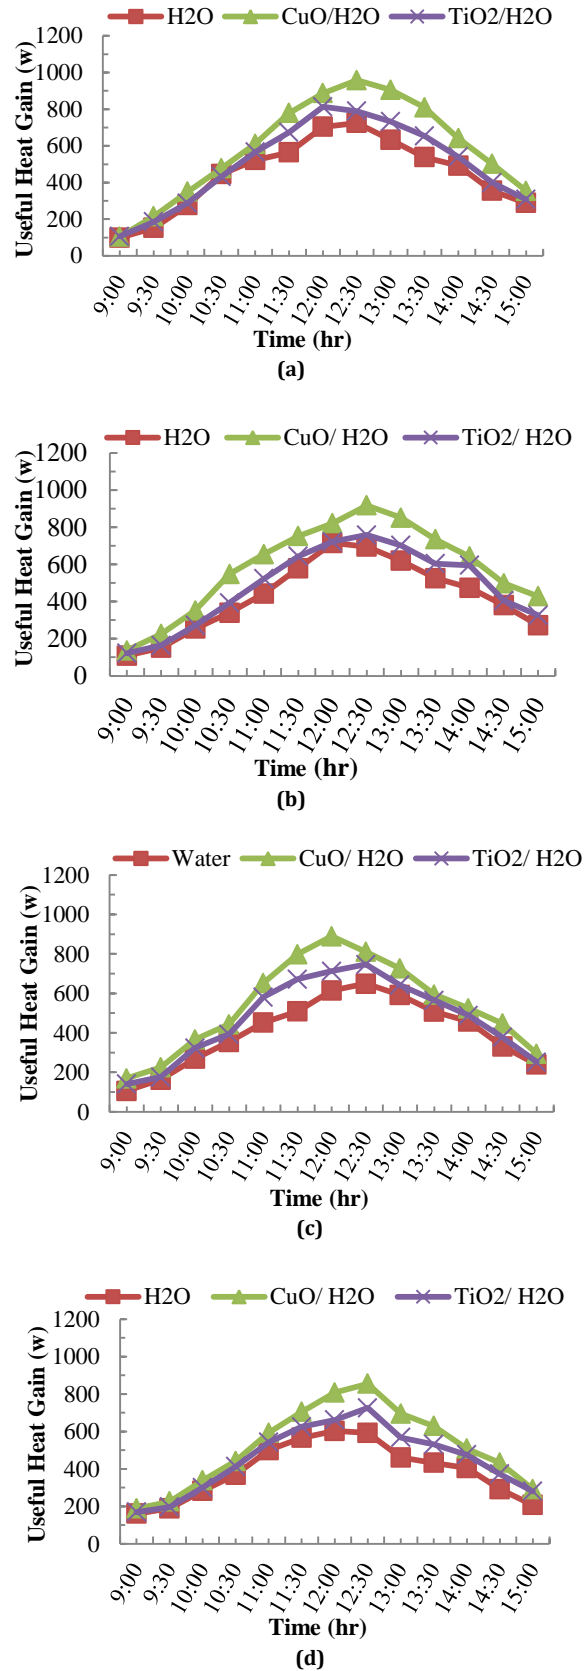 H2O CuO/H2O TiO2/H2O
Useful Heat Gain (w)
1200
1000
800
600
400
200
0
9:00 9:30 10:00 10:30 11:00 11:30 12:00 12:30 13:00 13:30 14:00 14:30 15:00
Time (hr)
(a)
H2O CuO/ H2O TiO2/ H2O
Useful Heat Gain (w)
1200
1000
800
600
400
200
0
9:00 9:30 10:00 10:30 11:00 11:30 12:00 12:30 13:00 13:30 14:00 14:30 15:00
Time (hr)
(b)
Water CuO/ H2O TiO2/ H2O
Useful Heat Gain (w)
1200
1000
800
600
400
200
0
9:00 9:30 10:00 10:30 11:00 11:30 12:00 12:30 13:00 13:30 14:00 14:30 15:00
Time (hr)
(c)
H2O CuO/ H2O TiO2/ H2O
Useful Heat Gain (w)
1200
1000
800
600
400
200
0
9:00 9:30 10:00 10:30 11:00 11:30 12:00 12:30 13:00 13:30 14:00 14:30 15:00
Time (hr)
(d)